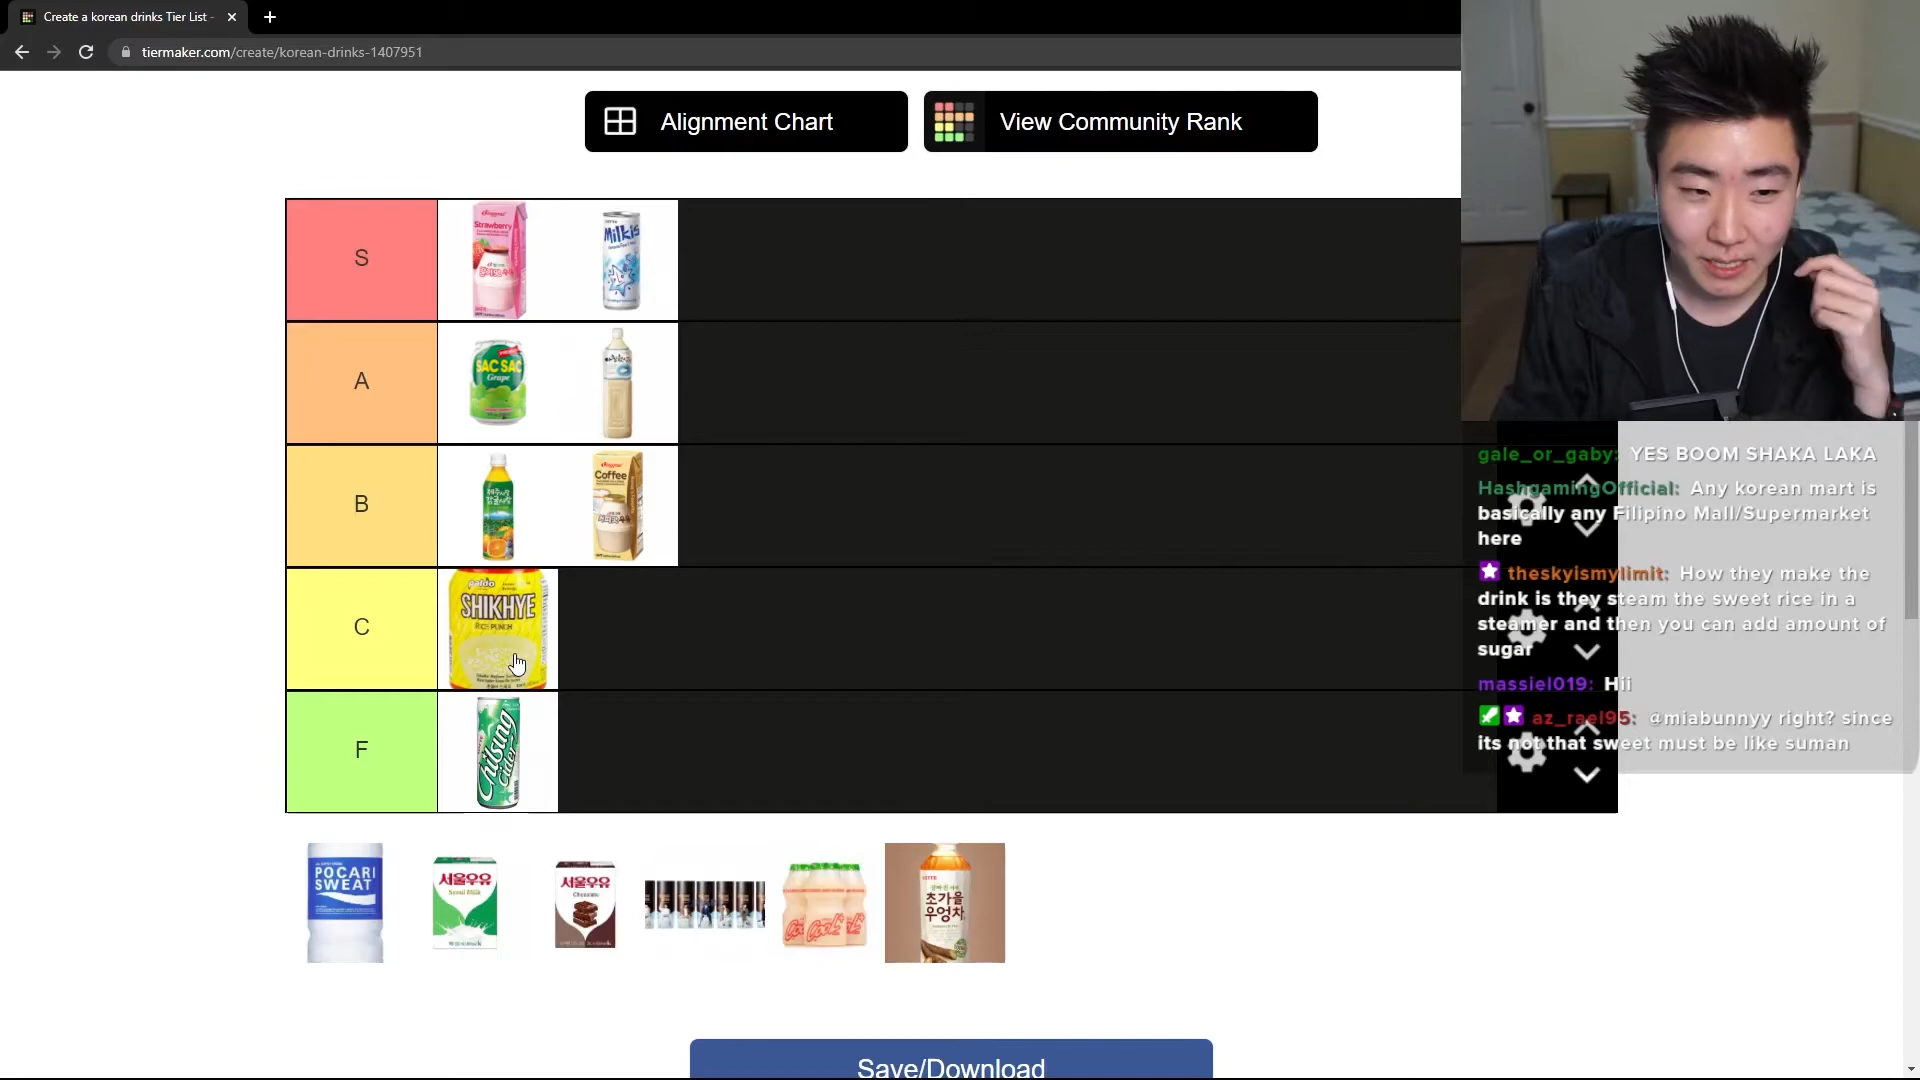 Create a korean drinks Tier List -
tiermaker.com/create/korean-drinks-1407951
Alignment Chart
View Community Rank
S
Strawberry
Milkis
A
SAC SAC
Grape
B
Coffee
C
Paldo
SHIKHYE
RICE PUNCH
F
Chilsung
Cider
gale_or_gaby: YES BOOM SHAKA LAKA
HashgamingOfficial: Any korean mart is
basically any Filipino Mall/Supermarket
here
theskyismylimit: How they make the
drink is they steam the sweet rice in a
steamer and then you can add amount of
sugar
massiel019: Hii
az_rael95: @miabunnyy right? since
its not that sweet must be like suman
POCARI
SWEAT
서울우유
Seoul Milk
서울우유
LOTTE
초가을
우엉차
Save/Download